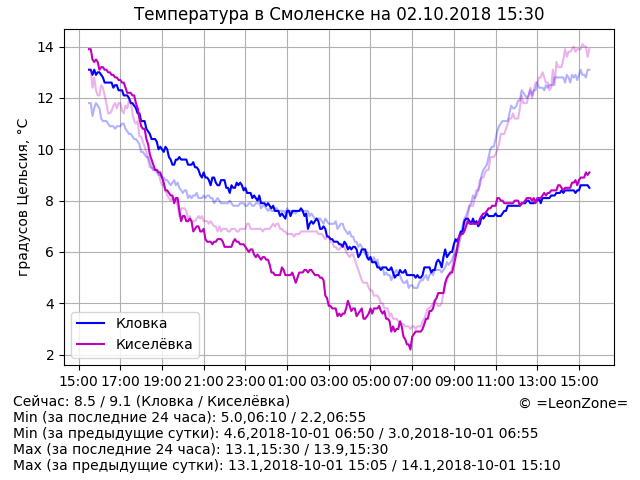 Температура в Смоленске на 02.10.2018 15:30
градусов Цельсия, °C
14
12
10
8
6
4
2
Кловка
Киселёвка
15:00 17:00 19:00 21:00 23:00 01:00 03:00 05:00 07:00 09:00 11:00 13:00 15:00
Сейчас: 8.5 / 9.1 (Кловка / Киселёвка)
© =LeonZone=
Min (за последние 24 часа): 5.0,06:10 / 2.2,06:55
Min (за предыдущие сутки): 4.6,2018-10-01 06:50 / 3.0,2018-10-01 06:55
Max (за последние 24 часа): 13.1,15:30 / 13.9,15:30
Max (за предыдущие сутки): 13.1,2018-10-01 15:05 / 14.1,2018-10-01 15:10